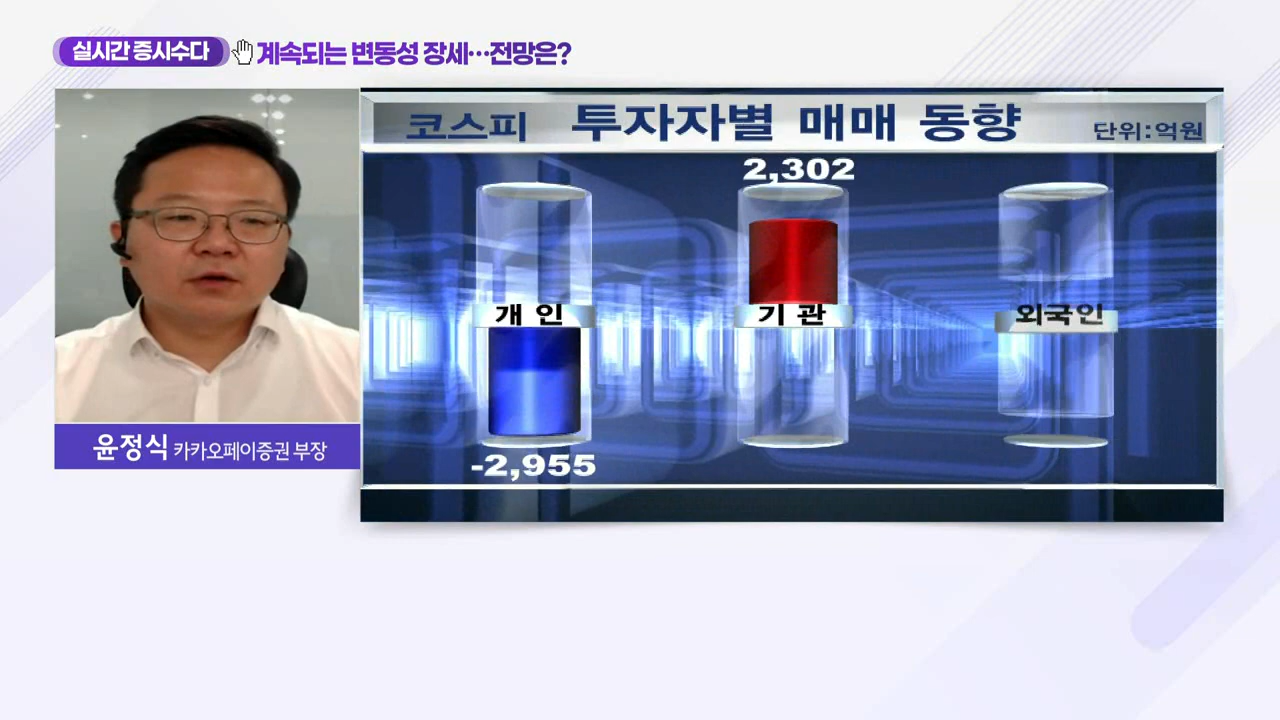 실시간 증시수다 계속되는 변동성 장세…전망은?
코스피 투자자별 매매 동향 단위:억원
2,302
개인 기관 외국인
-2,955
윤정식 카카오페이증권 부장